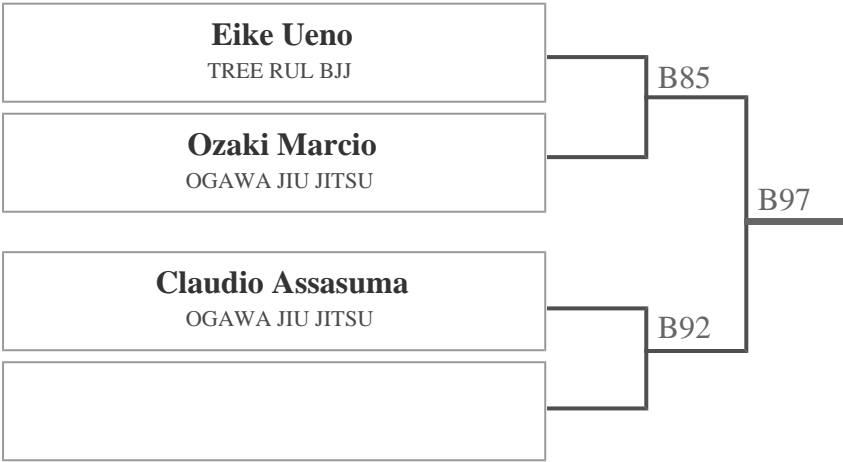 Eike Ueno
TREE RUL BJJ
B85
Ozaki Marcio
OGAWA JIU JITSU
B97
Claudio Assasuma
OGAWA JIU JITSU
B92